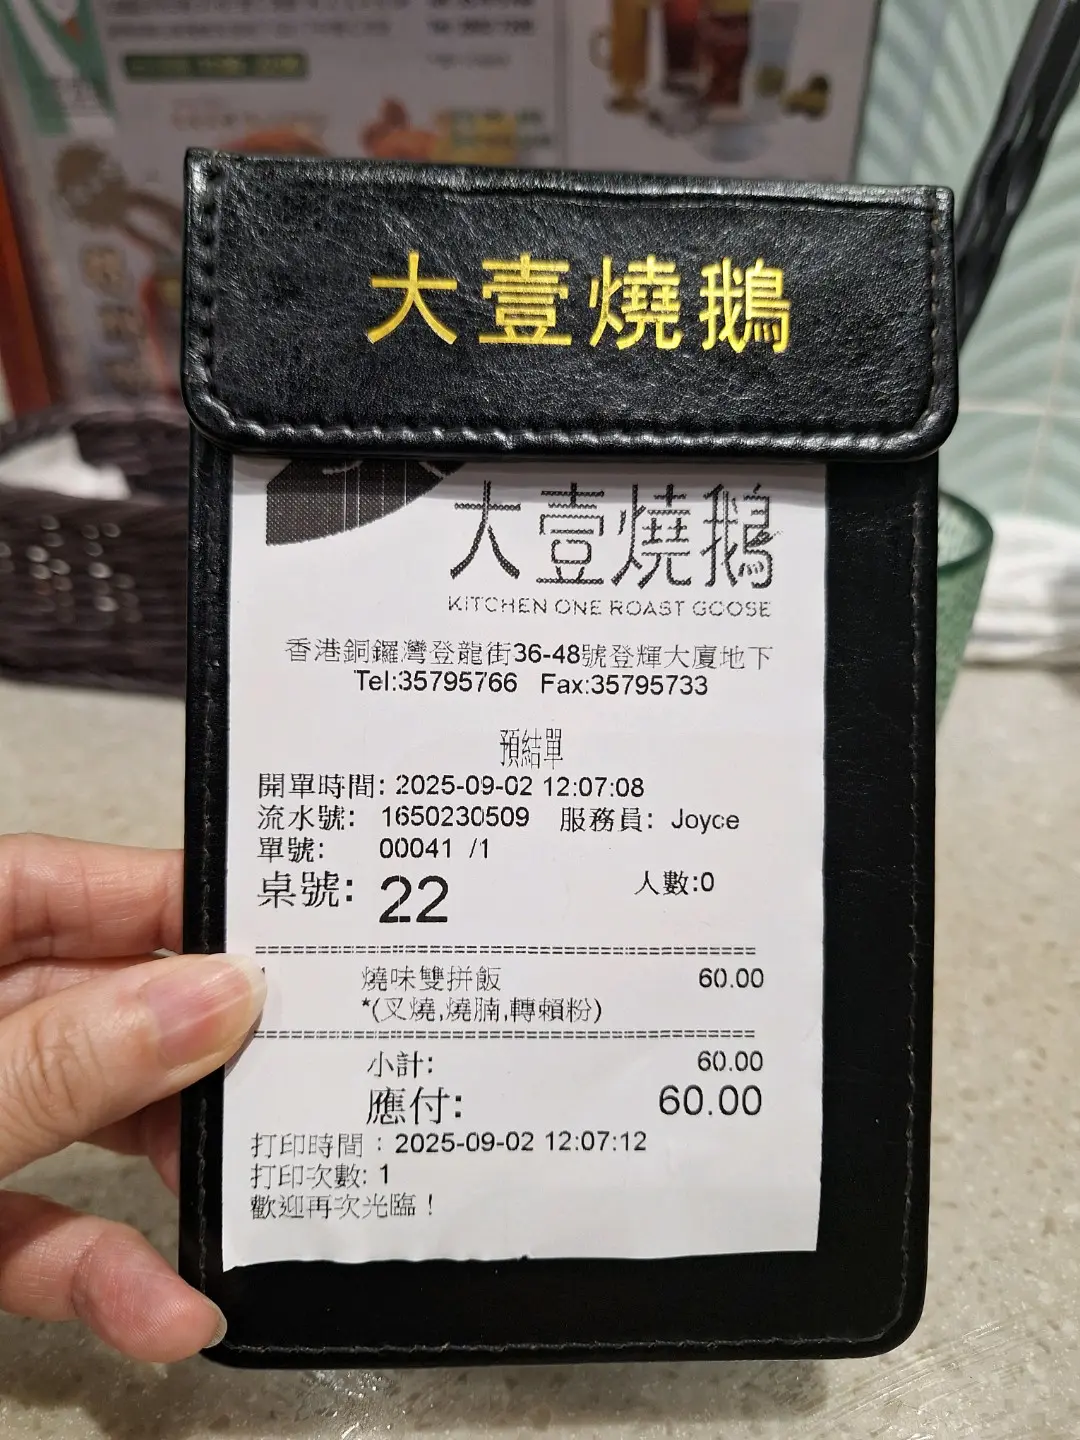 大壹燒鵝
大壹燒鵝
KITCHEN ONE ROAST GOOSE
香港銅鑼灣登龍街36-48號登輝大廈地下
Tel:35795766 Fax:35795733
預結單
開單時間: 2025-09-02 12:07:08
流水號: 1650230509 服務員: Joyce
單號: 00041 /1
桌號: 22 人數:0
燒味雙拼飯 60.00
*(叉燒,燒腩,轉賴粉)
小計: 60.00
應付: 60.00
打印時間：2025-09-02 12:07:12
打印次數: 1
歡迎再次光臨！